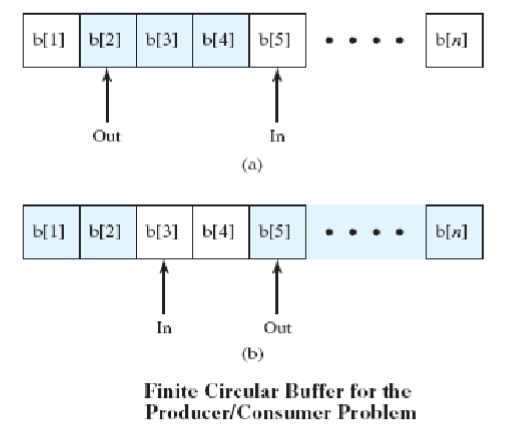 b[1] b[2] b[3] b[4] b[5] • • • • b[n]
Out In
(a)
b[1] b[2] b[3] b[4] b[5] • • • • b[n]
In Out
(b)
Finite Circular Buffer for the
Producer/Consumer Problem